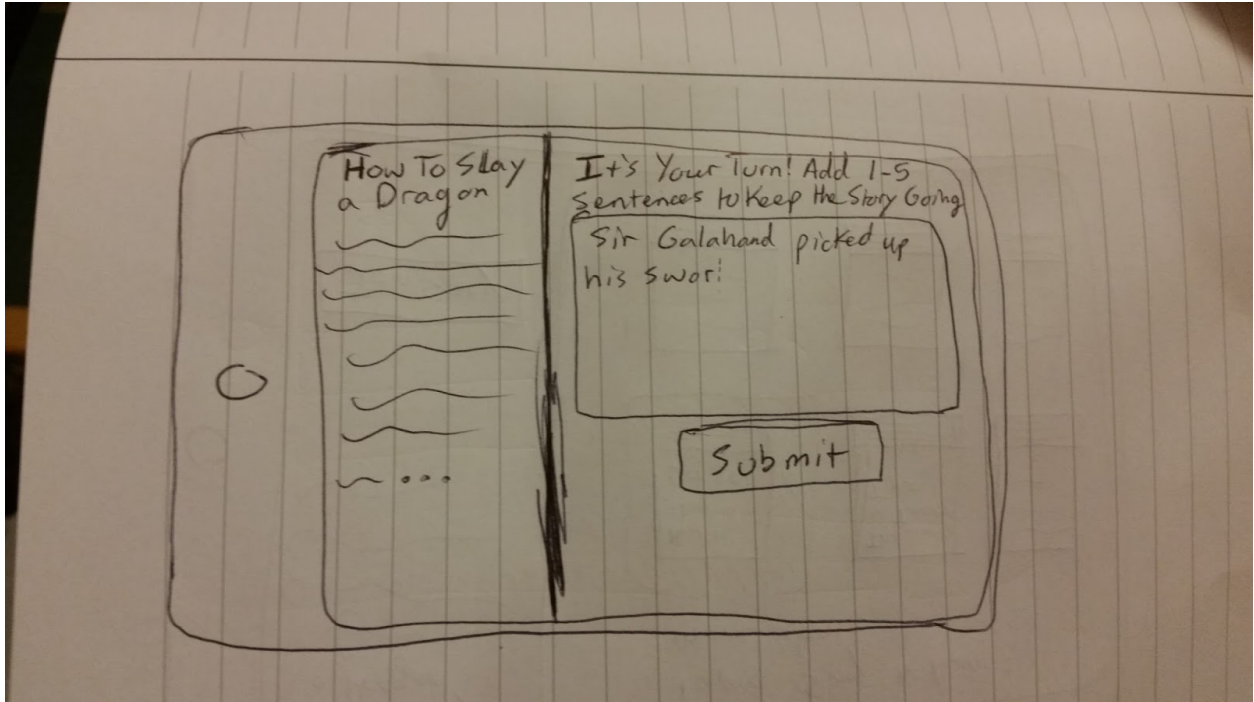 How To Slay
a Dragon
It's Your Turn! Add 1-5
Sentences to Keep the Story Going
Sir Galahand picked up
his swor
Submit